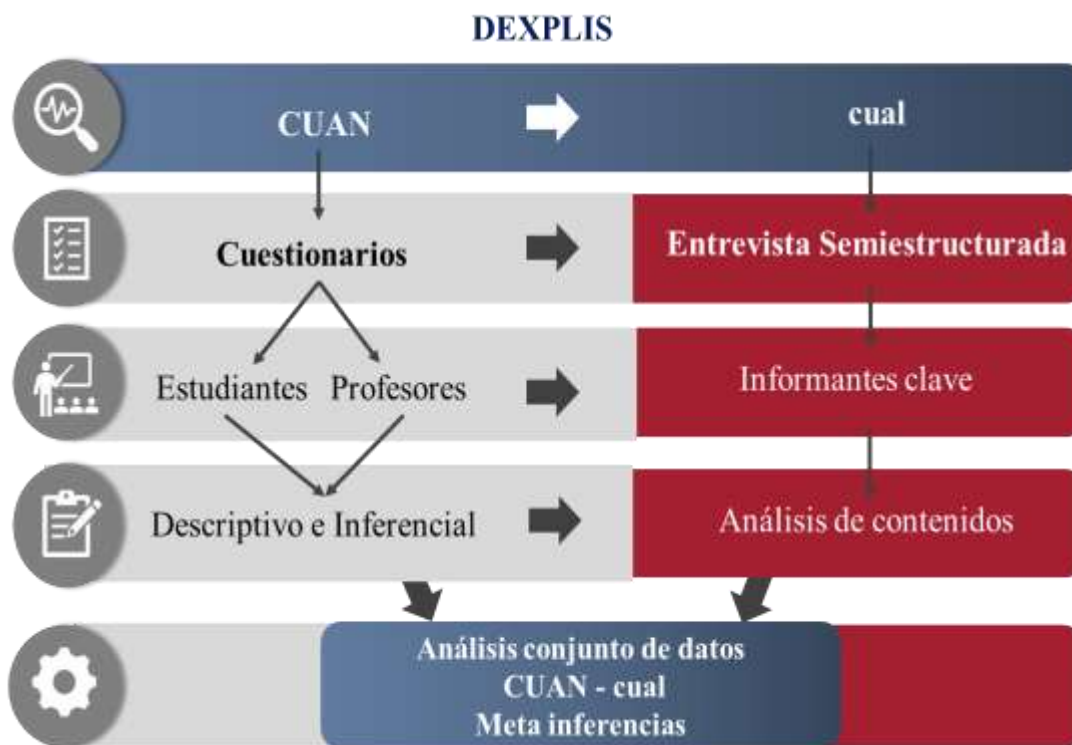 DEXPLIS
CUAN
cual
Cuestionarios
Entrevista Semiestructurada
Estudiantes
Profesores
Informantes clave
Descriptivo e Inferencial
Análisis de contenidos
Análisis conjunto de datos
CUAN - cual
Meta inferencias